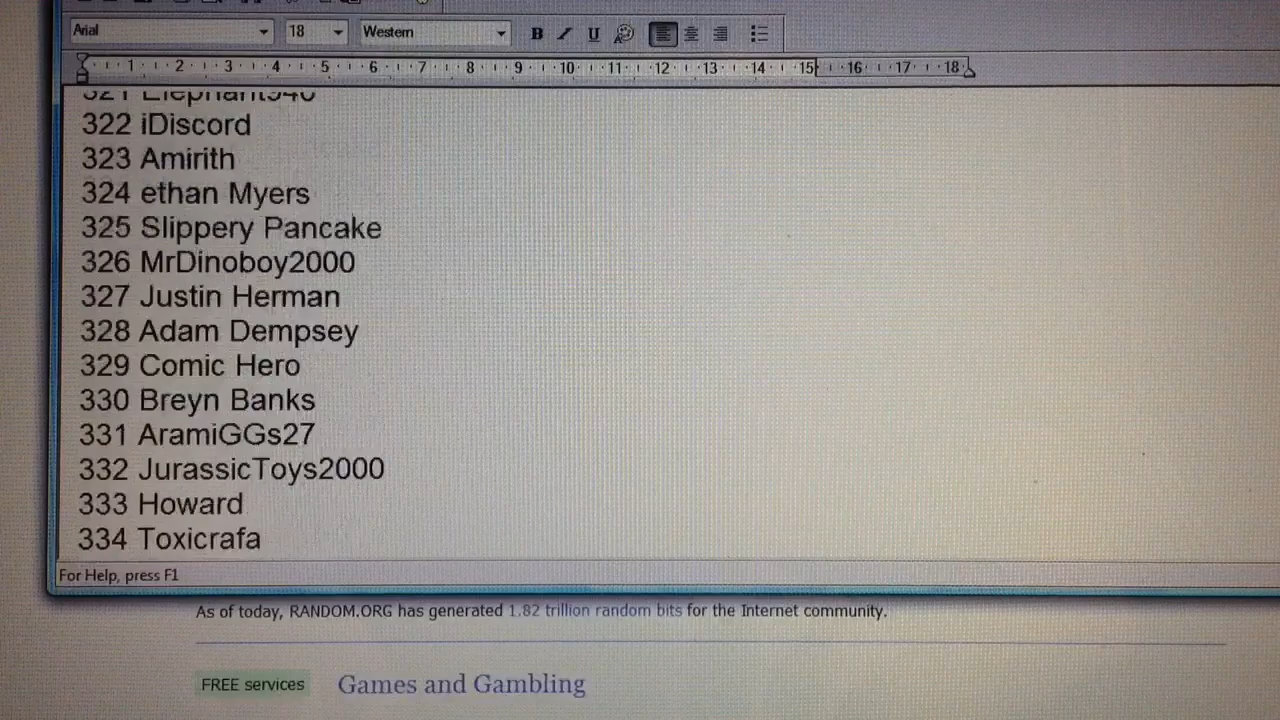 Arial 18 Western B U
1 2 3 4 5 6 7 8 9 10 11 12 13 14 15 16 17 18
321 Elephant340
322 iDiscord
323 Amirith
324 ethan Myers
325 Slippery Pancake
326 MrDinoboy2000
327 Justin Herman
328 Adam Dempsey
329 Comic Hero
330 Breyn Banks
331 AramiGGs27
332 JurassicToys2000
333 Howard
334 Toxicrafa
For Help, press F1
As of today, RANDOM.ORG has generated 1.82 trillion random bits for the Internet community.
FREE services Games and Gambling